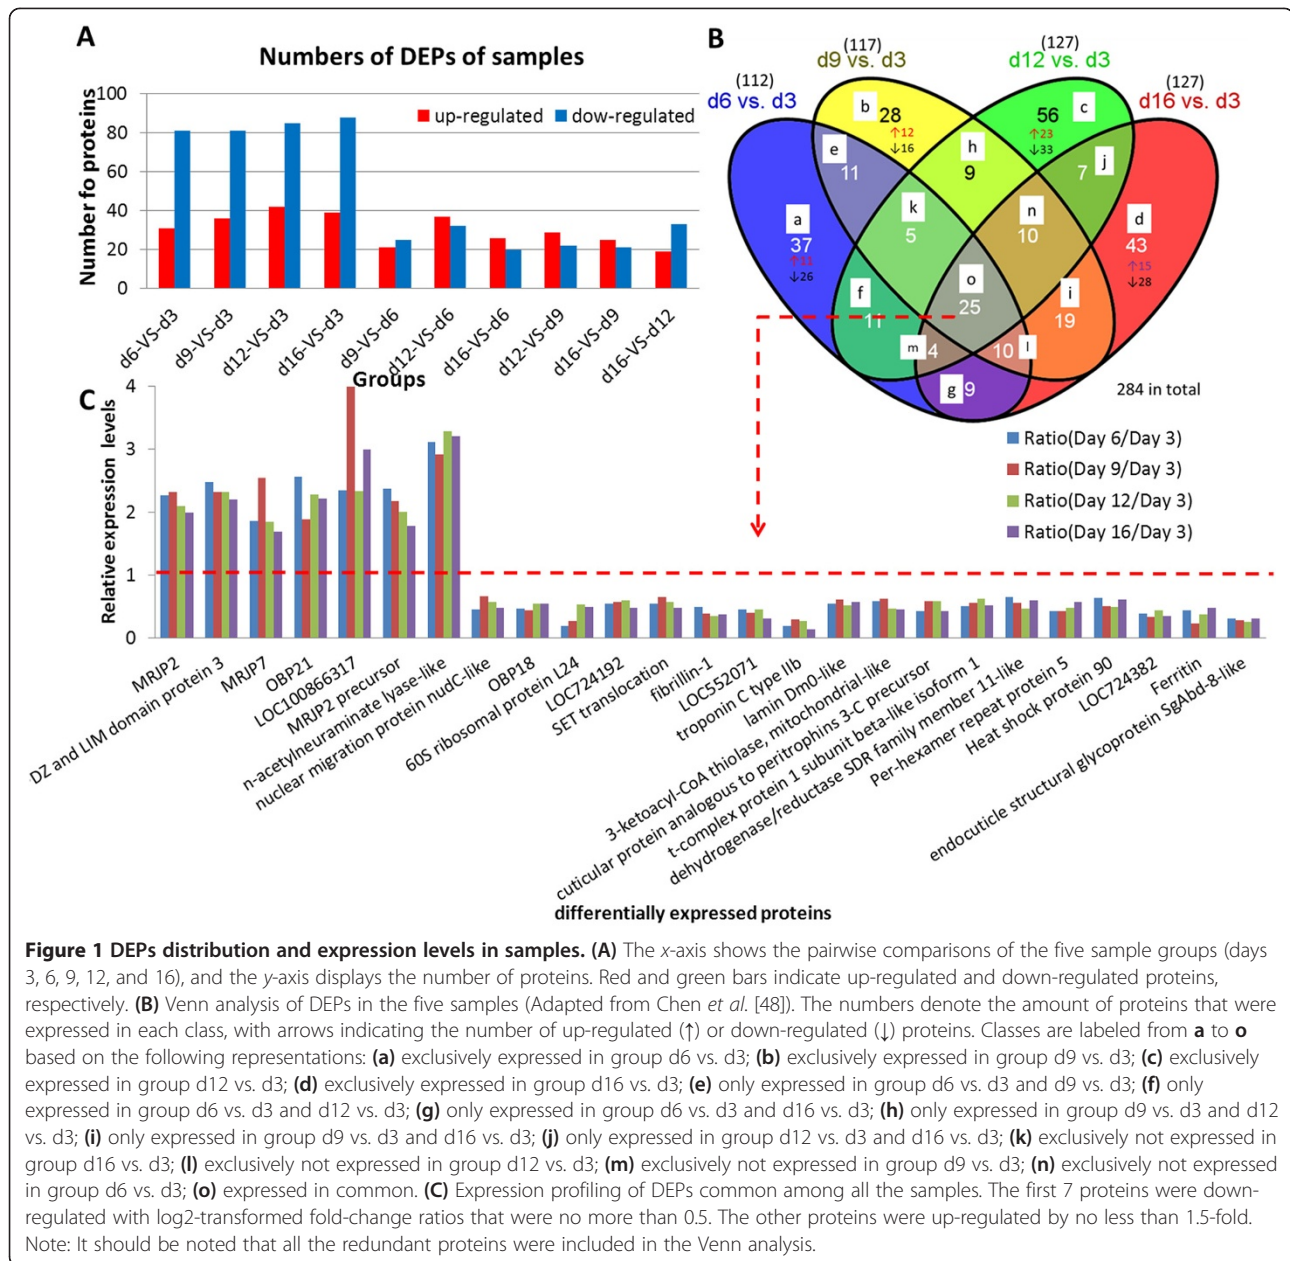 A
Numbers of DEPs of samples
100
80
60
40
20
0
Number fo proteins
up-regulated
dow-regulated
d6-VS-d3
d9-VS-d3
d12-VS-d3
d16-VS-d3
d9-VS-d6
d12-VS-d6
d16-VS-d6
d12-VS-d9
d16-VS-d9
d16-VS-d12
Groups
B
(112)
d6 vs. d3
(117)
d9 vs. d3
(127)
d12 vs. d3
(127)
d16 vs. d3
b
28
↑12
↓16
c
56
↑23
↓33
e
11
h
9
j
7
a
37
↑11
↓26
k
5
n
10
d
43
↑15
↓28
f
11
o
25
i
19
m 4
10 l
g 9
284 in total
C
4
3
2
1
0
Relative expression levels
Ratio(Day 6/Day 3)
Ratio(Day 9/Day 3)
Ratio(Day 12/Day 3)
Ratio(Day 16/Day 3)
MRJP2
DZ and LIM domain protein 3
MRJP7
OBP21
LOC100866317
MRJP2 precursor
n-acetylneuraminate lyase-like
nuclear migration protein nudC-like
OBP18
60S ribosomal protein L24
LOC724192
SET translocation
fibrillin-1
LOC552071
troponin C type IIb
lamin Dm0-like
3-ketoacyl-CoA thiolase, mitochondrial-like
cuticular protein analogous to peritrophins 3-C precursor
t-complex protein 1 subunit beta-like isoform 1
dehydrogenase/reductase SDR family member 11-like
Per-hexamer repeat protein 5
Heat shock protein 90
LOC724382
Ferritin
endocuticle structural glycoprotein SgAbd-8-like
differentially expressed proteins
Figure 1 DEPs distribution and expression levels in samples. (A) The x-axis shows the pairwise comparisons of the five sample groups (days
3, 6, 9, 12, and 16), and the y-axis displays the number of proteins. Red and green bars indicate up-regulated and down-regulated proteins,
respectively. (B) Venn analysis of DEPs in the five samples (Adapted from Chen et al. [48]). The numbers denote the amount of proteins that were
expressed in each class, with arrows indicating the number of up-regulated (↑) or down-regulated (↓) proteins. Classes are labeled from a to o
based on the following representations: (a) exclusively expressed in group d6 vs. d3; (b) exclusively expressed in group d9 vs. d3; (c) exclusively
expressed in group d12 vs. d3; (d) exclusively expressed in group d16 vs. d3; (e) only expressed in group d6 vs. d3 and d9 vs. d3; (f) only
expressed in group d6 vs. d3 and d12 vs. d3; (g) only expressed in group d6 vs. d3 and d16 vs. d3; (h) only expressed in group d9 vs. d3 and d12
vs. d3; (i) only expressed in group d9 vs. d3 and d16 vs. d3; (j) only expressed in group d12 vs. d3 and d16 vs. d3; (k) exclusively not expressed in
group d16 vs. d3; (l) exclusively not expressed in group d12 vs. d3; (m) exclusively not expressed in group d9 vs. d3; (n) exclusively not expressed
in group d6 vs. d3; (o) expressed in common. (C) Expression profiling of DEPs common among all the samples. The first 7 proteins were down-
regulated with log2-transformed fold-change ratios that were no more than 0.5. The other proteins were up-regulated by no less than 1.5-fold.
Note: It should be noted that all the redundant proteins were included in the Venn analysis.